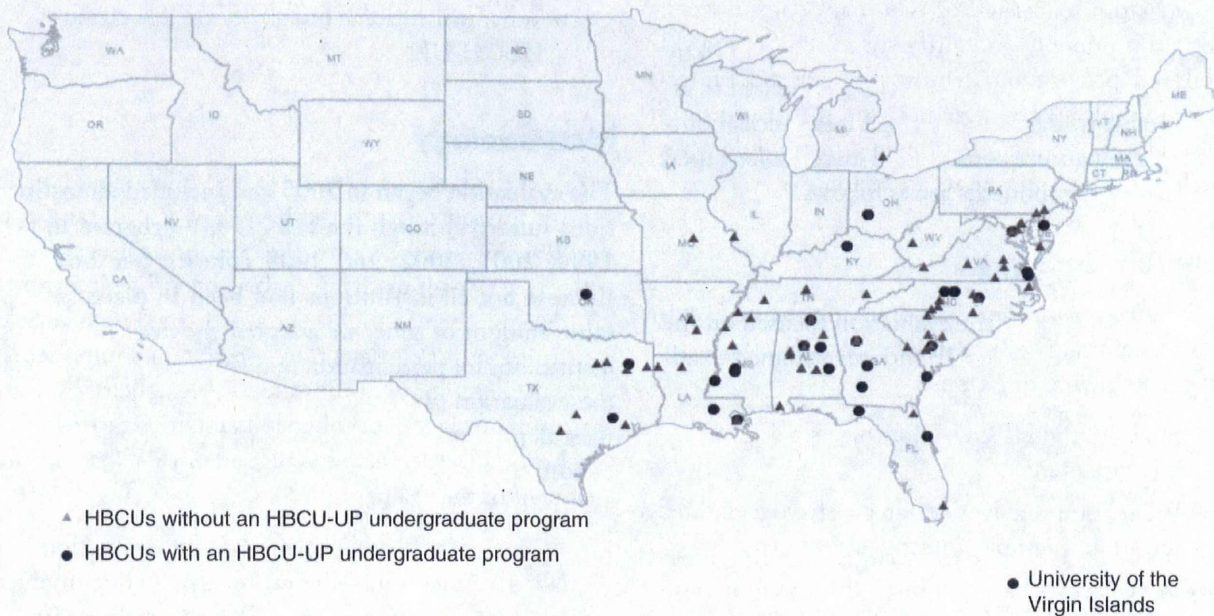 WA
MT
ND
MN
ME
OR
ID
SD
WI
MI
VT
NH
NY
MA
CT
RI
WY
IA
NE
PA
NV
UT
CO
IL
IN
OH
WV
VA
KS
MO
KY
CA
TN
NC
AZ
NM
OK
MS
AL
GA
SC
TX
LA
FL
HBCUs without an HBCU-UP undergraduate program
HBCUs with an HBCU-UP undergraduate program
University of the
Virgin Islands